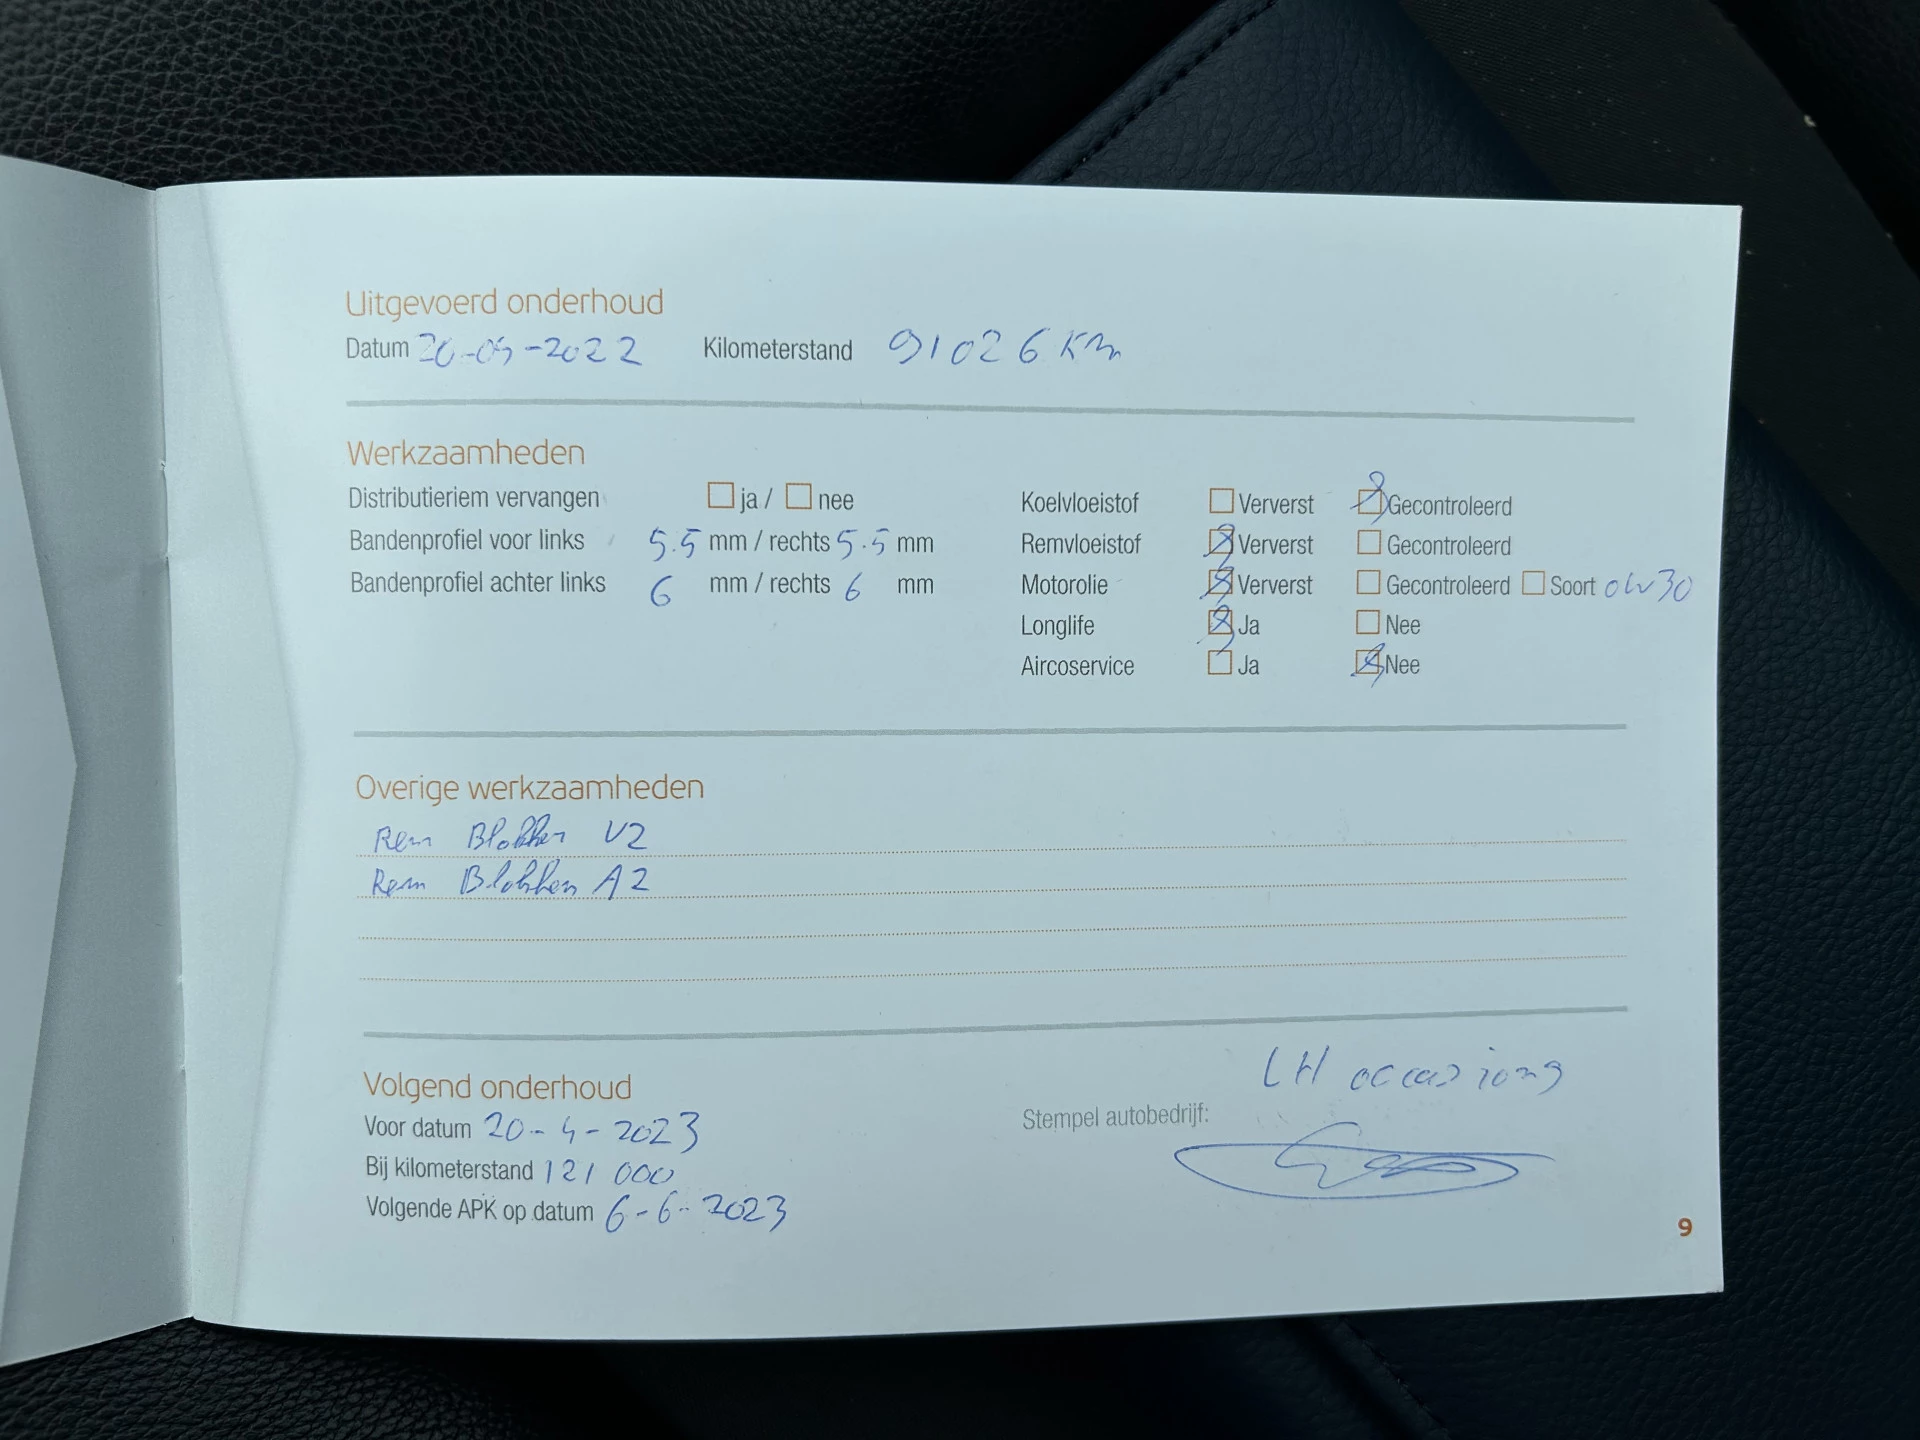 Uitgevoerd onderhoud
Datum 20-04-2022 Kilometerstand 91026 Km
Werkzaamheden
Distributieriem vervangen ja / nee
Bandenprofiel voor links 5.5 mm / rechts 5.5 mm
Bandenprofiel achter links 6 mm / rechts 6 mm
Koelvloeistof Ververst Gecontroleerd
Remvloeistof Ververst Gecontroleerd
Motorolie Ververst Gecontroleerd Soort 0W30
Longlife Ja Nee
Aircoservice Ja Nee
Overige werkzaamheden
Rem Blokken V2
Rem Blokken A2
Volgend onderhoud
Voor datum 20-4-2023
Bij kilometerstand 121 000
Volgende APK op datum 6-6-2023
LH occasions
Stempel autobedrijf:
9